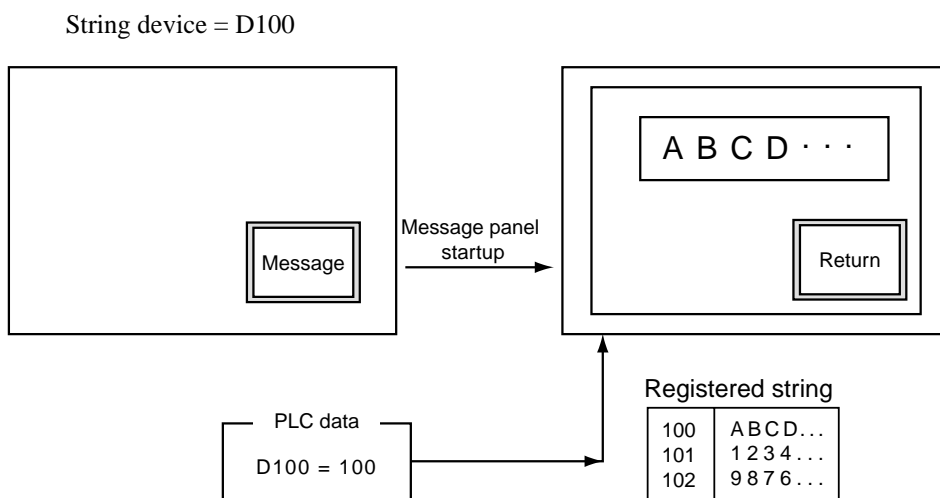 String device = D100
A B C D · · ·
Message panel
startup
Message
Return
Registered string
PLC data
D100 = 100
100 ABCD...
101 1234...
102 9876...